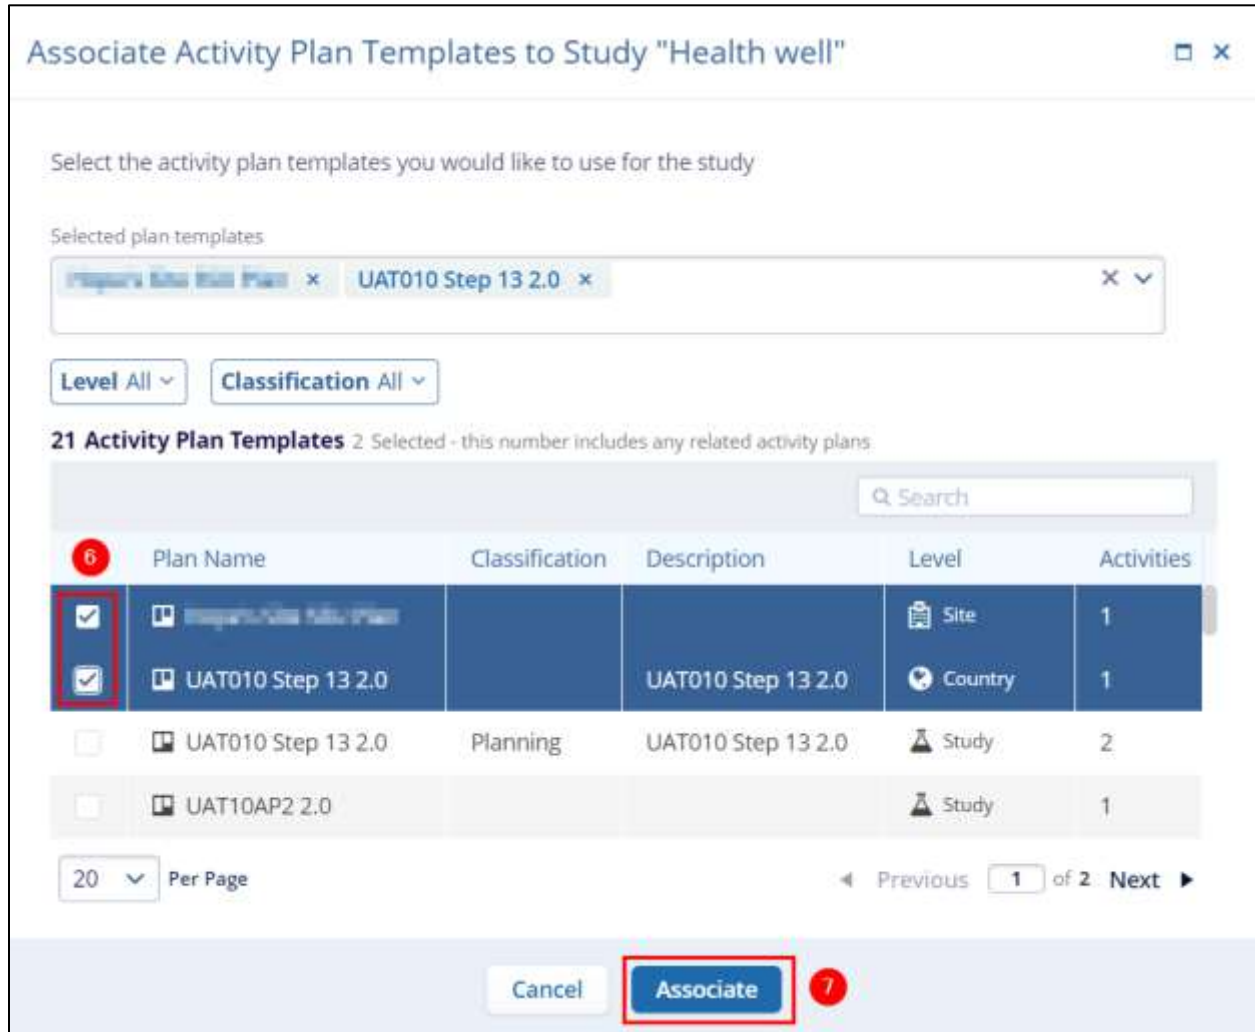 Associate Activity Plan Templates to Study "Health well"
Select the activity plan templates you would like to use for the study
Selected plan templates
UAT010 Step 13 2.0
Level All Classification All
21 Activity Plan Templates 2 Selected - this number includes any related activity plans
Search
6 Plan Name Classification Description Level Activities
Site 1
UAT010 Step 13 2.0 UAT010 Step 13 2.0 Country 1
UAT010 Step 13 2.0 Planning UAT010 Step 13 2.0 Study 2
UAT10AP2 2.0 Study 1
20 Per Page Previous 1 of 2 Next
Cancel Associate 7